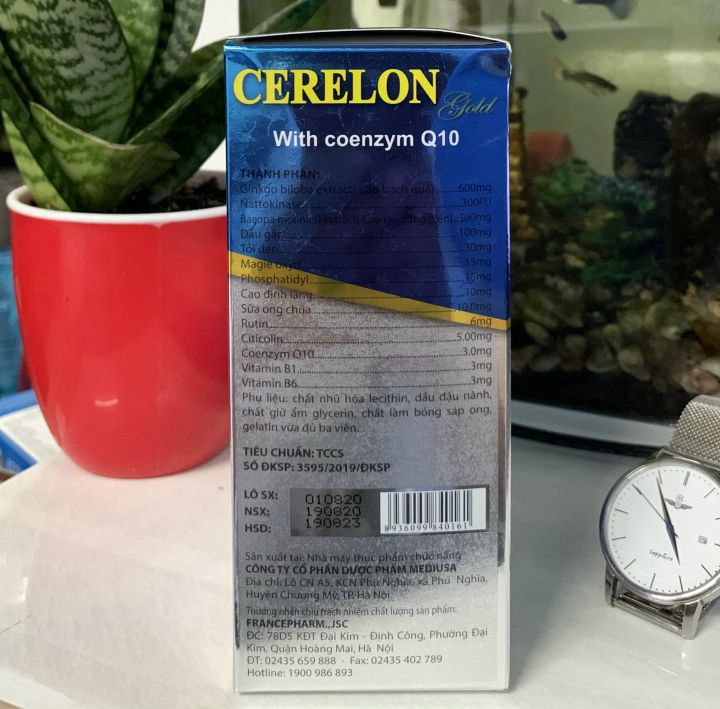 CERELON Gold
With coenzym Q10
THÀNH PHẦN:
Ginkgo biloba extract( Cao bạch quả)........600mg
Nattokinase........300FU
extract( Cao rau đắng biển)..300mg
Dầu gấc........100mg
Tỏi đen........30mg
Magie oxyd........15mg
Phosphatidyl........
Cao đinh lăng........10mg
Sữa ong chúa........10.0mg
Rutin........6mg
Citicolin........5.00mg
Coenzym Q10........3.0mg
Vitamin B1........3mg
Vitamin B6........3mg
Phụ liệu: chất nhũ hóa lecithin, dầu đậu nành,
chất giữ ẩm glycerin, chất làm bóng sáp ong,
gelatin vừa đủ ba viên.
TIÊU CHUẨN: TCCS
SỐ ĐKSP: 3595/2019/ĐKSP
LÔ SX: 010820
NSX: 190820
HSD: 190823
8 936099 840161
Sản xuất tại: Nhà máy thực phẩm chức năng
CÔNG TY CỔ PHẦN DƯỢC PHẨM MEDIUSA
Địa chỉ: Lô CN A5, KCN Phú Nghĩa, xã Phú Nghĩa,
Huyện Chương Mỹ, TP. Hà Nội.
Thương nhân chịu trách nhiệm chất lượng sản phẩm:
FRANCEPHARM.,JSC
ĐC: 78D5 KĐT Đại Kim - Định Công, Phường Đại
Kim, Quận Hoàng Mai, Hà Nội
ĐT: 02435 659 888 - Fax: 02435 402 789
Hotline: 1900 986 893